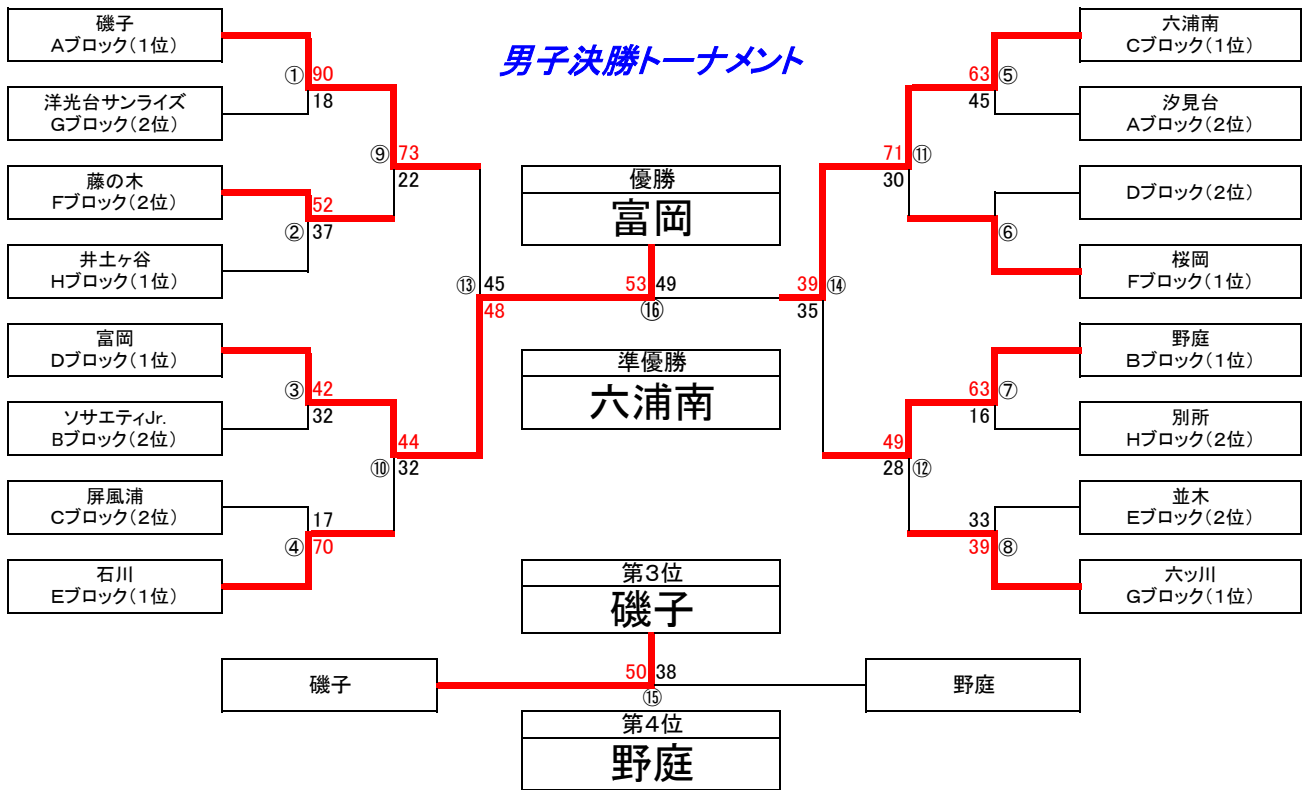 男子決勝トーナメント
磯子
Aブロック(1位)
① 90
18
洋光台サンライズ
Gブロック(2位)
⑨ 73
22
藤の木
Fブロック(2位)
52
② 37
井土ヶ谷
Hブロック(1位)
⑬ 45
48
富岡
Dブロック(1位)
③ 42
32
ソサエティJr.
Bブロック(2位)
44
⑩ 32
屏風浦
Cブロック(2位)
17
④ 70
石川
Eブロック(1位)
優勝
富岡
53 49
⑯
準優勝
六浦南
六浦南
Cブロック(1位)
63 ⑤
45
汐見台
Aブロック(2位)
71 ⑪
30
Dブロック(2位)
⑥
桜岡
Fブロック(1位)
39 ⑭
35
野庭
Bブロック(1位)
63 ⑦
16
別所
Hブロック(2位)
49
28 ⑫
並木
Eブロック(2位)
33
39 ⑧
六ッ川
Gブロック(1位)
第3位
磯子
磯子
50 38
⑮
野庭
第4位
野庭